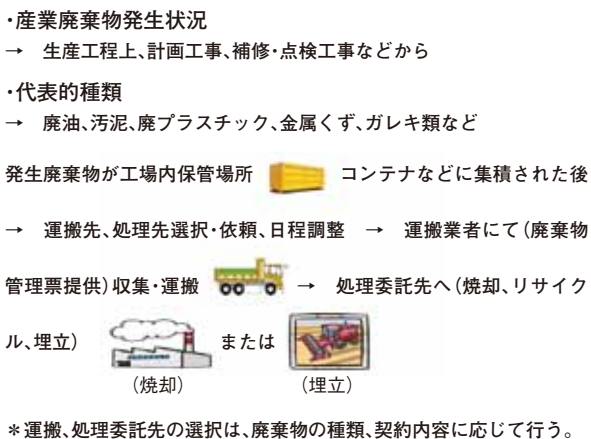 ・産業廃棄物発生状況
→　生産工程上、計画工事、補修・点検工事などから
・代表的種類
→　廃油、汚泥、廃プラスチック、金属くず、ガレキ類など
発生廃棄物が工場内保管場所　コンテナなどに集積された後
→　運搬先、処理先選択・依頼、日程調整　→　運搬業者にて（廃棄物
管理票提供）収集・運搬　→　処理委託先へ（焼却、リサイク
ル、埋立）　または
（焼却）　（埋立）
＊運搬、処理委託先の選択は、廃棄物の種類、契約内容に応じて行う。